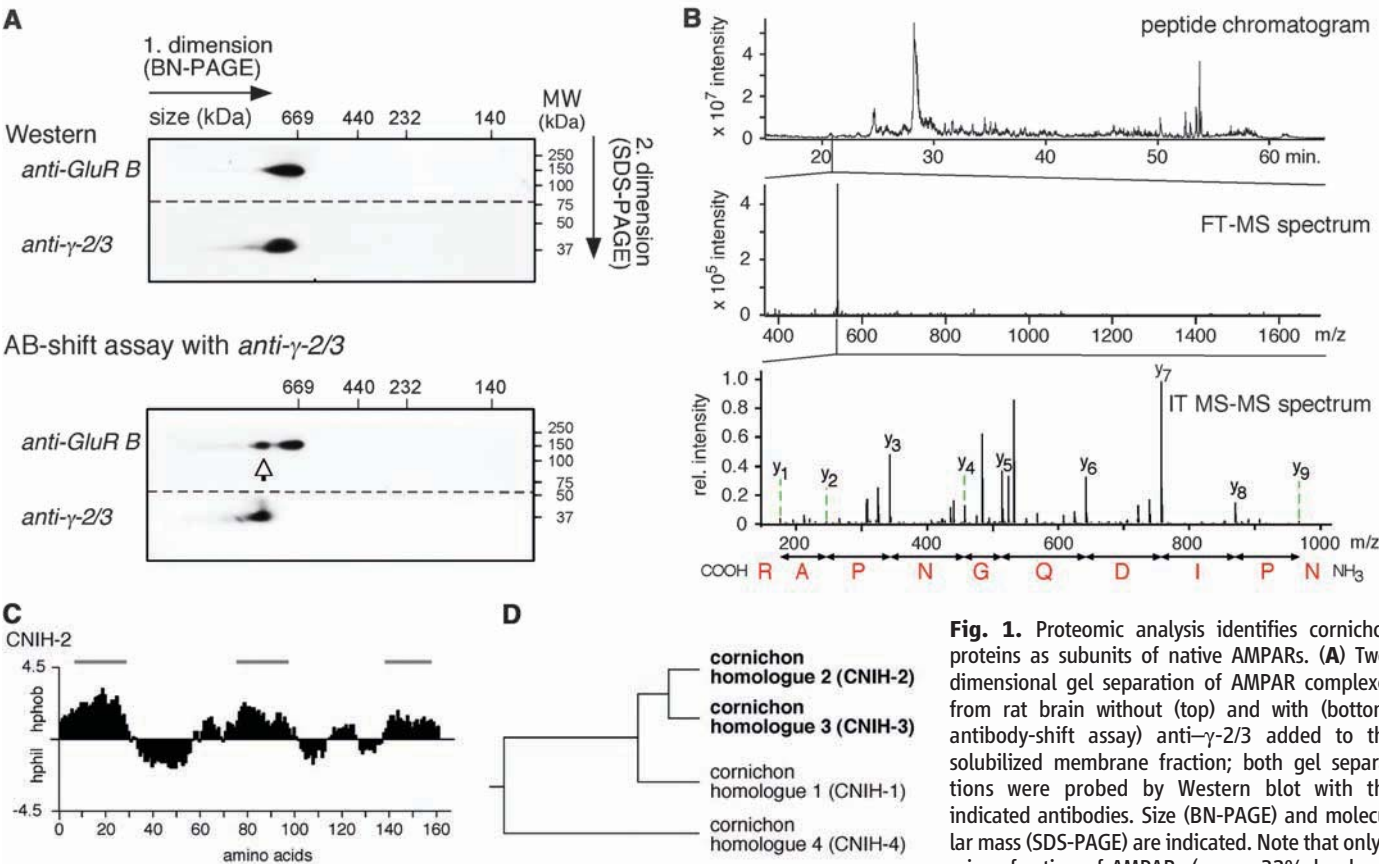 A
1. dimension
(BN-PAGE)
size (kDa)
669 440 232 140
MW
(kDa)
Western
anti-GluR B
anti-γ-2/3
250
150
100
75
50
37
2. dimension
(SDS-PAGE)
AB-shift assay with anti-γ-2/3
669 440 232 140
anti-GluR B
anti-γ-2/3
250
150
100
75
50
37
B
peptide chromatogram
x 10⁷ intensity
4
2
0
20 30 40 50 60 min.
FT-MS spectrum
x 10⁵ intensity
4
2
0
400 600 800 1000 1200 1400 1600 m/z
IT MS-MS spectrum
rel. intensity
1.0
0.8
0.6
0.4
0.2
0
y1 y2 y3 y4 y5 y6 y7 y8 y9
200 400 600 800 1000 m/z
COOH R A P N G Q D I P N NH3
C
CNIH-2
4.5
hphob
hphil
-4.5
0 20 40 60 80 100 120 140 160
amino acids
D
cornichon
homologue 2 (CNIH-2)
cornichon
homologue 3 (CNIH-3)
cornichon
homologue 1 (CNIH-1)
cornichon
homologue 4 (CNIH-4)
Fig. 1. Proteomic analysis identifies cornicho
proteins as subunits of native AMPARs. (A) Tw
dimensional gel separation of AMPAR complexe
from rat brain without (top) and with (bottom
antibody-shift assay) anti–γ-2/3 added to th
solubilized membrane fraction; both gel separ
tions were probed by Western blot with th
indicated antibodies. Size (BN-PAGE) and molecu
lar mass (SDS-PAGE) are indicated. Note that only